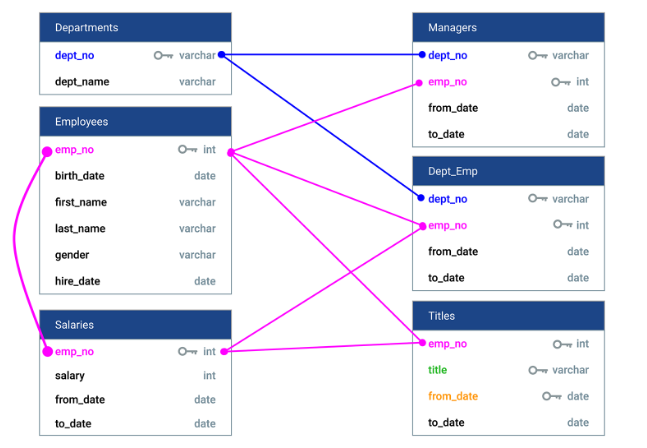 Departments
dept_no varchar
dept_name varchar
Employees
emp_no int
birth_date date
first_name varchar
last_name varchar
gender varchar
hire_date date
Salaries
emp_no int
salary int
from_date date
to_date date
Managers
dept_no varchar
emp_no int
from_date date
to_date date
Dept_Emp
dept_no varchar
emp_no int
from_date date
to_date date
Titles
emp_no int
title varchar
from_date date
to_date date